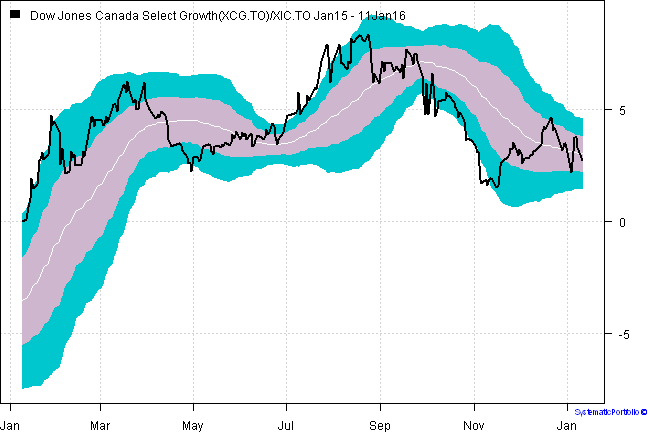 Dow Jones Canada Select Growth(XCG.TO)/XIC.TO Jan15 - 11Jan16
5
0
-5
SystematicPortfolio ©
Jan Mar May Jul Sep Nov Jan